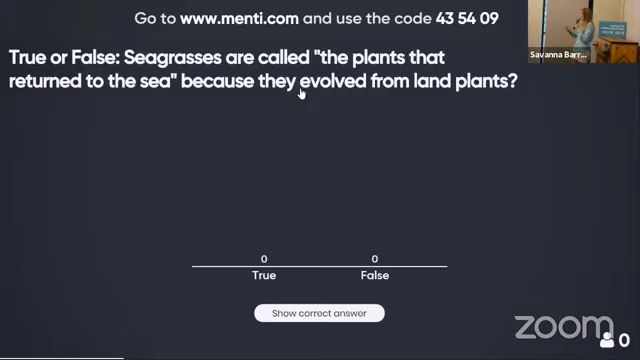 Go to www.menti.com and use the code 43 54 09
Savanna Barr...
True or False: Seagrasses are called "the plants that
returned to the sea" because they evolved from land plants?
0
0
True
False
Show correct answer
zoom
0